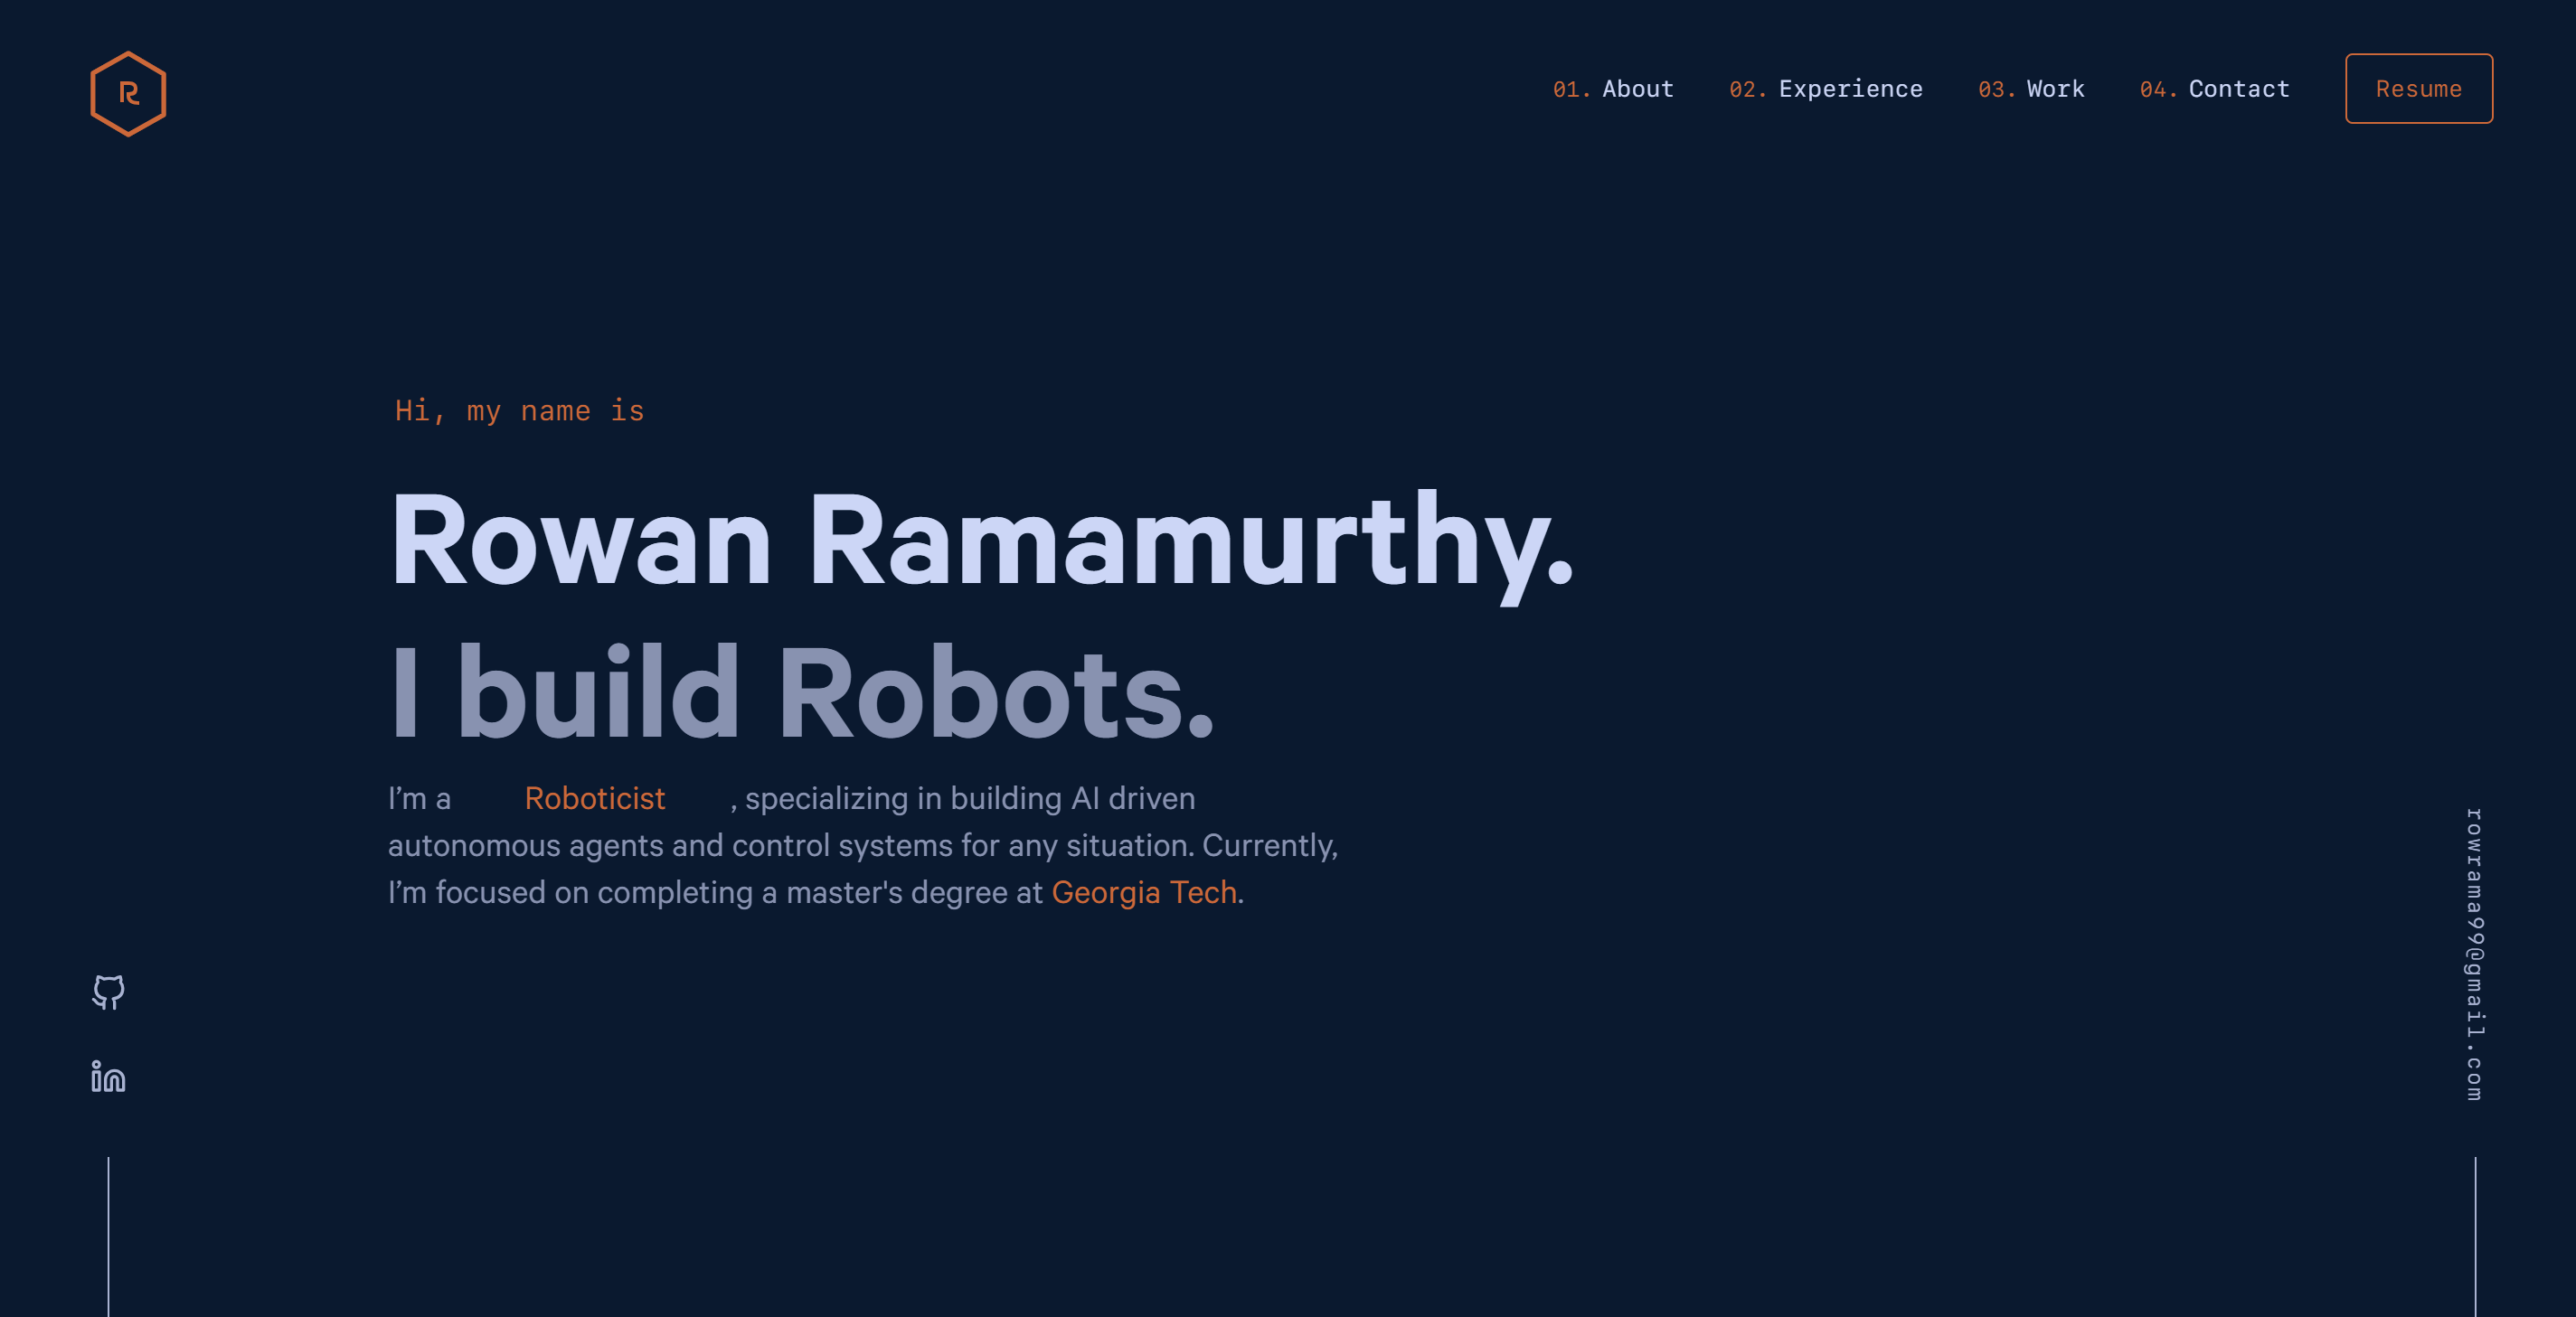 R
01. About 02. Experience 03. Work 04. Contact Resume
Hi, my name is
Rowan Ramamurthy.
I build Robots.
I’m a Roboticist , specializing in building AI driven
autonomous agents and control systems for any situation. Currently,
I’m focused on completing a master's degree at Georgia Tech.
in
rowrama99@gmail.com